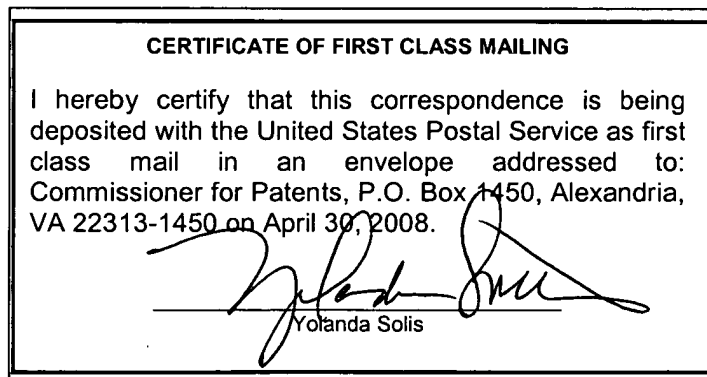 CERTIFICATE OF FIRST CLASS MAILING
I hereby certify that this correspondence is being
deposited with the United States Postal Service as first
class mail in an envelope addressed to:
Commissioner for Patents, P.O. Box 1450, Alexandria,
VA 22313-1450 on April 30, 2008.
Yolanda Solis
Yolanda Solis